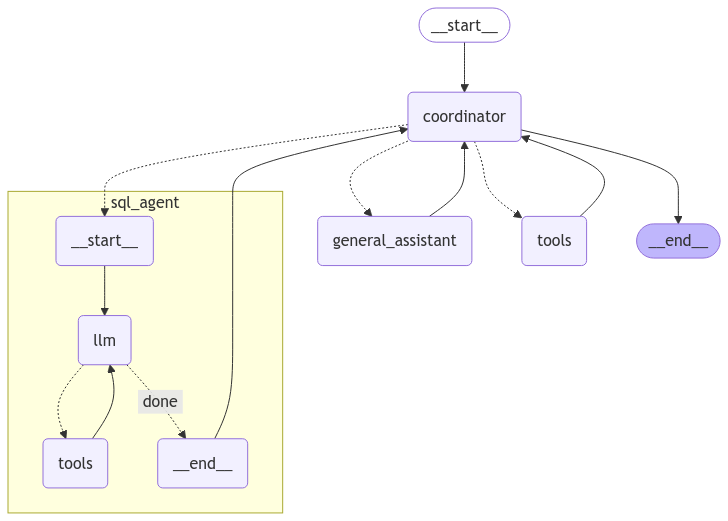 __start__
coordinator
sql_agent
__start__
general_assistant
tools
__end__
llm
done
tools
__end__